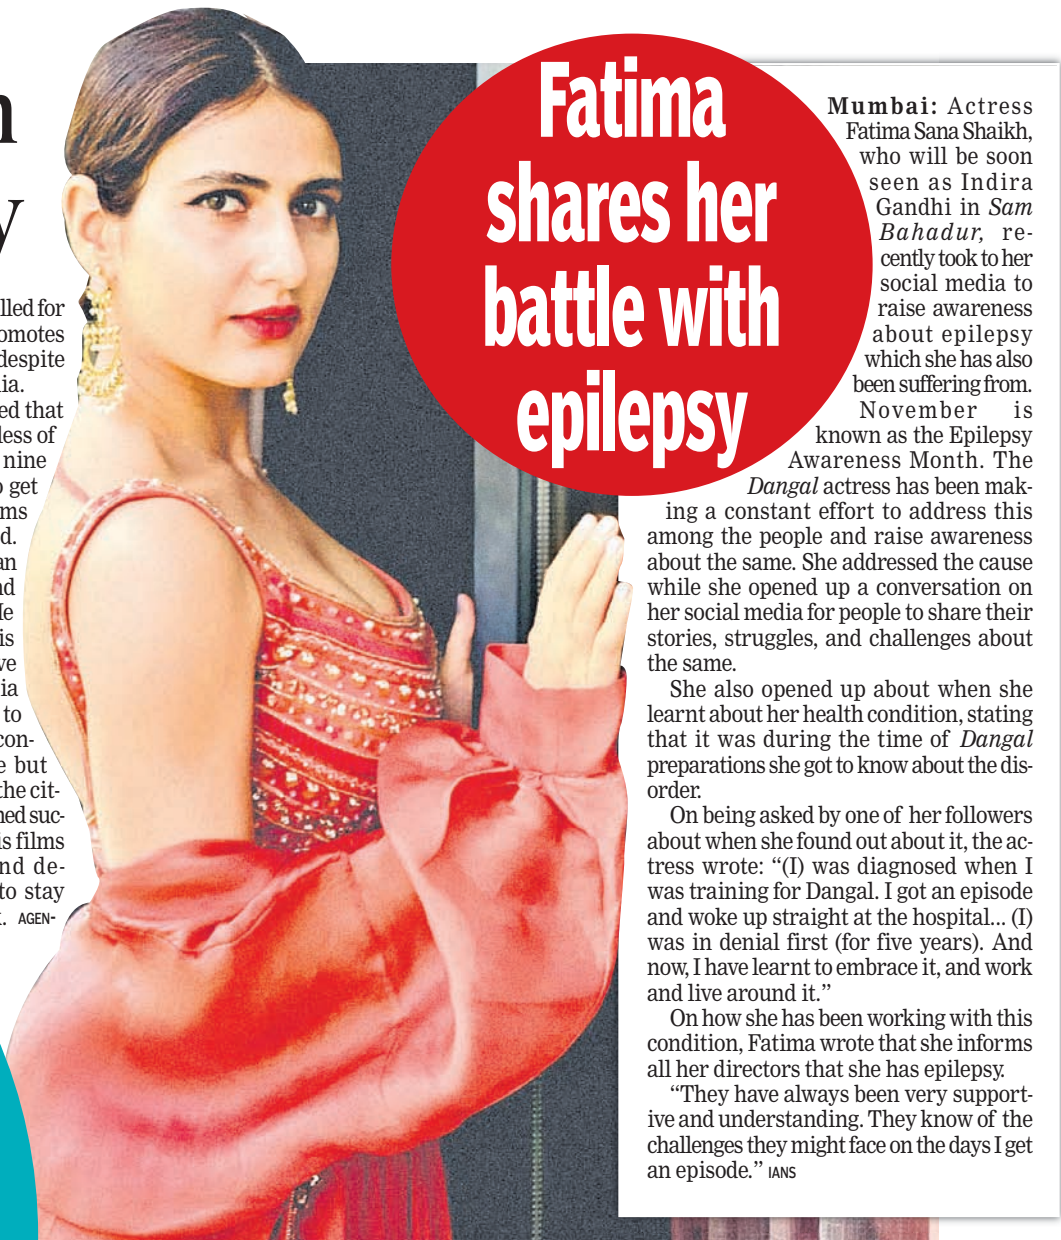 n
y
lled for
omotes
despite
ia.
ed that
less of
nine
o get
ms
d.
an
nd
le
is
ve
ia
to
con-
e but
the cit-
ned suc-
is films
nd de-
to stay
. AGEN-
Fatima
shares her
battle with
epilepsy
Mumbai: Actress
Fatima Sana Shaikh,
who will be soon
seen as Indira
Gandhi in Sam
Bahadur, re-
cently took to her
social media to
raise awareness
about epilepsy
which she has also
been suffering from.
November is
known as the Epilepsy
Awareness Month. The
Dangal actress has been mak-
ing a constant effort to address this
among the people and raise awareness
about the same. She addressed the cause
while she opened up a conversation on
her social media for people to share their
stories, struggles, and challenges about
the same.
She also opened up about when she
learnt about her health condition, stating
that it was during the time of Dangal
preparations she got to know about the dis-
order.
On being asked by one of her followers
about when she found out about it, the ac-
tress wrote: “(I) was diagnosed when I
was training for Dangal. I got an episode
and woke up straight at the hospital... (I)
was in denial first (for five years). And
now, I have learnt to embrace it, and work
and live around it.”
On how she has been working with this
condition, Fatima wrote that she informs
all her directors that she has epilepsy.
“They have always been very support-
ive and understanding. They know of the
challenges they might face on the days I get
an episode.” IANS